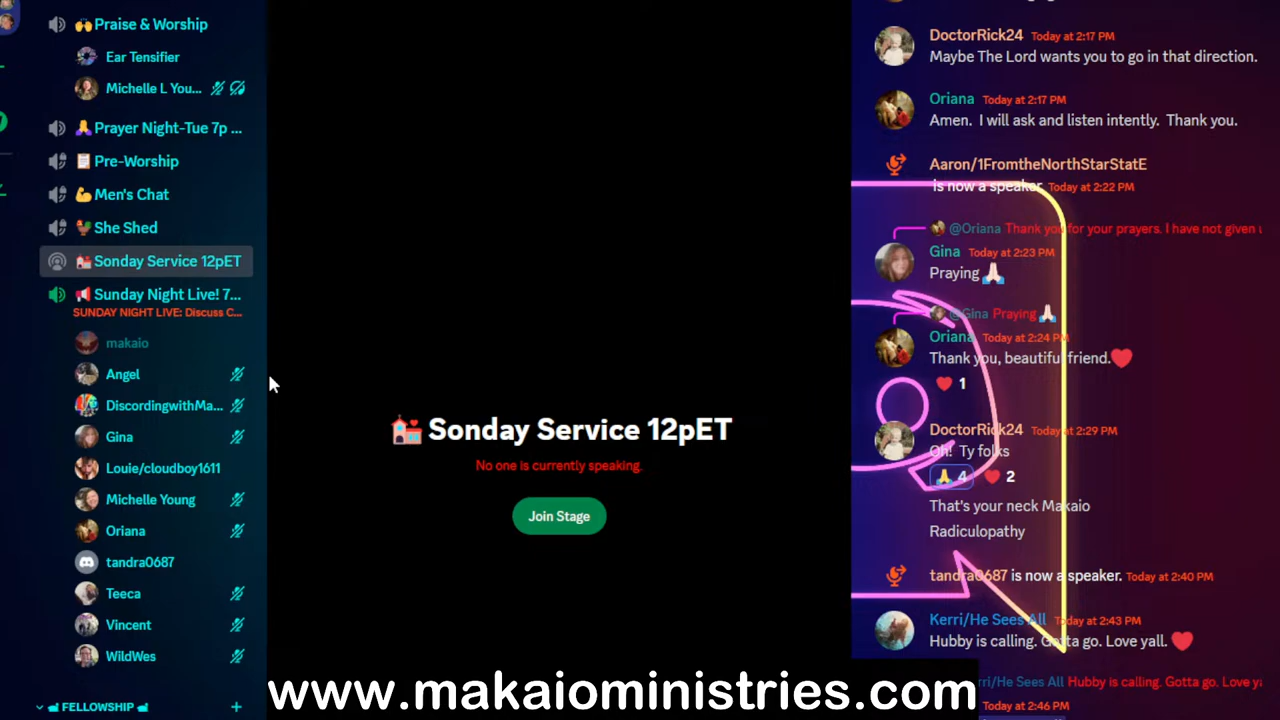 Praise & Worship
Ear Tensifier
Michelle L You...
Prayer Night-Tue 7p ...
Pre-Worship
Men's Chat
She Shed
Sonday Service 12pET
Sunday Night Live! 7...
SUNDAY NIGHT LIVE: Discuss C...
makaio
Angel
DiscordingwithMa...
Gina
Louie/cloudboy1611
Michelle Young
Oriana
tandra0687
Teeca
Vincent
WildWes
FELLOWSHIP
Sonday Service 12pET
No one is currently speaking.
Join Stage
www.makaioministries.com
DoctorRick24 Today at 2:17 PM
Maybe The Lord wants you to go in that direction.
Oriana Today at 2:17 PM
Amen. I will ask and listen intently. Thank you.
Aaron/1FromtheNorthStarStatE
is now a speaker. Today at 2:22 PM
@Oriana Thank you for your prayers. I have not given u
Gina Today at 2:23 PM
Praying 🙏🏻
@Gina Praying 🙏🏻
Oriana Today at 2:24 PM
Thank you, beautiful friend.❤️
❤️ 1
DoctorRick24 Today at 2:29 PM
Oh! Ty folks
🙏 4 ❤️ 2
That's your neck Makaio
Radiculopathy
tandra0687 is now a speaker. Today at 2:40 PM
Kerri/He Sees All Today at 2:43 PM
Hubby is calling. Gotta go. Love yall. ❤️
rri/He Sees All Hubby is calling. Gotta go. Love ya
Today at 2:46 PM